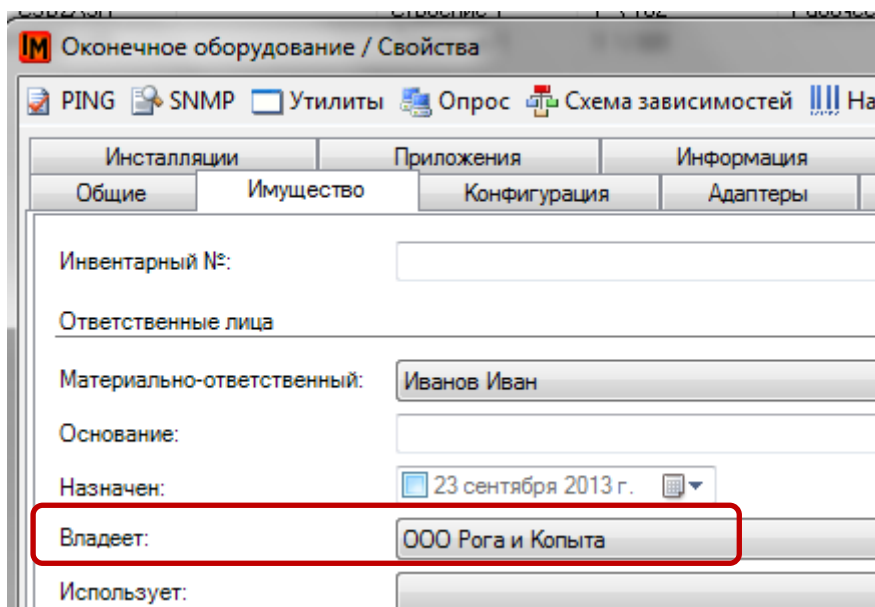 IM Оконечное оборудование / Свойства
PING SNMP Утилиты Опрос Схема зависимостей На
Инсталляции Приложения Информация
Общие Имущество Конфигурация Адаптеры
Инвентарный №:
Ответственные лица
Материально-ответственный: Иванов Иван
Основание:
Назначен: 23 сентября 2013 г.
Владеет: ООО Рога и Копыта
Использует: